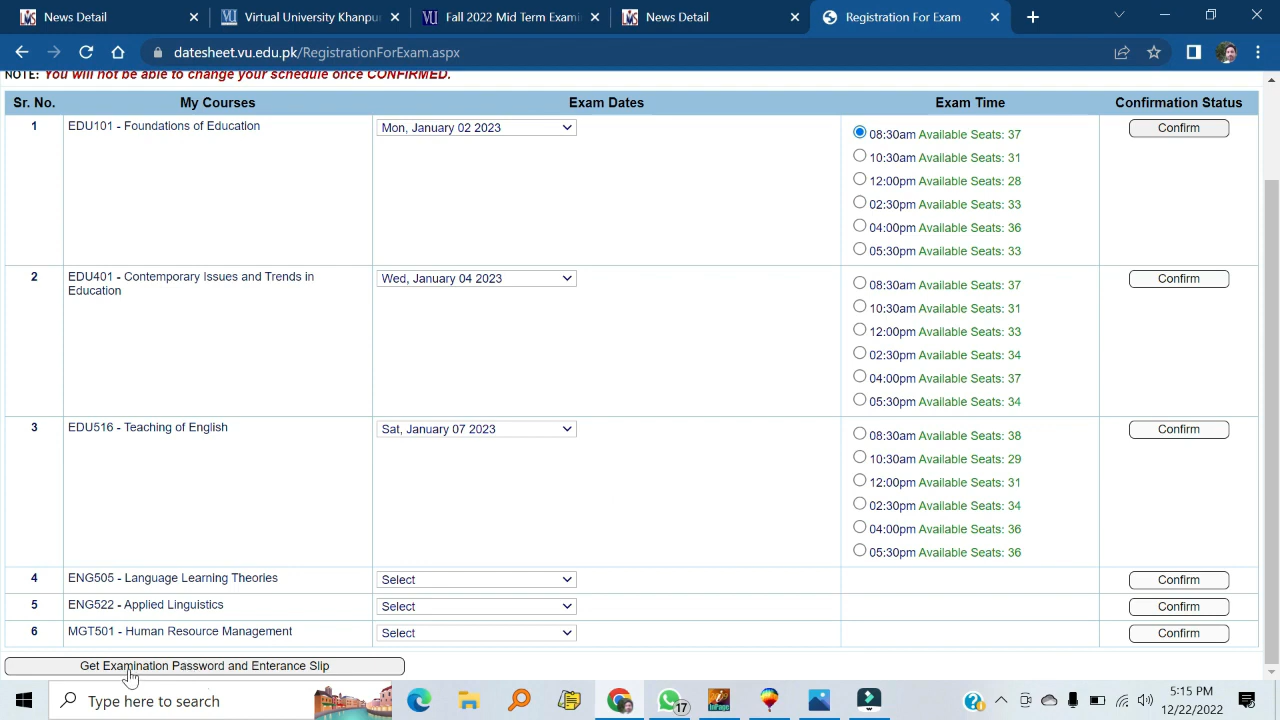 News Detail
Virtual University Khanpu
Fall 2022 Mid Term Exami
News Detail
Registration For Exam
datesheet.vu.edu.pk/RegistrationForExam.aspx
NOTE: You will not be able to change your schedule once CONFIRMED.
Sr. No. My Courses Exam Dates Exam Time Confirmation Status
1 EDU101 - Foundations of Education Mon, January 02 2023 08:30am Available Seats: 37 Confirm
10:30am Available Seats: 31
12:00pm Available Seats: 28
02:30pm Available Seats: 33
04:00pm Available Seats: 36
05:30pm Available Seats: 33
2 EDU401 - Contemporary Issues and Trends in Wed, January 04 2023 08:30am Available Seats: 37 Confirm
Education
10:30am Available Seats: 31
12:00pm Available Seats: 33
02:30pm Available Seats: 34
04:00pm Available Seats: 37
05:30pm Available Seats: 34
3 EDU516 - Teaching of English Sat, January 07 2023 08:30am Available Seats: 38 Confirm
10:30am Available Seats: 29
12:00pm Available Seats: 31
02:30pm Available Seats: 34
04:00pm Available Seats: 36
05:30pm Available Seats: 36
4 ENG505 - Language Learning Theories Select Confirm
5 ENG522 - Applied Linguistics Select Confirm
6 MGT501 - Human Resource Management Select Confirm
Get Examination Password and Enterance Slip
Type here to search
17
5:15 PM
12/22/2022